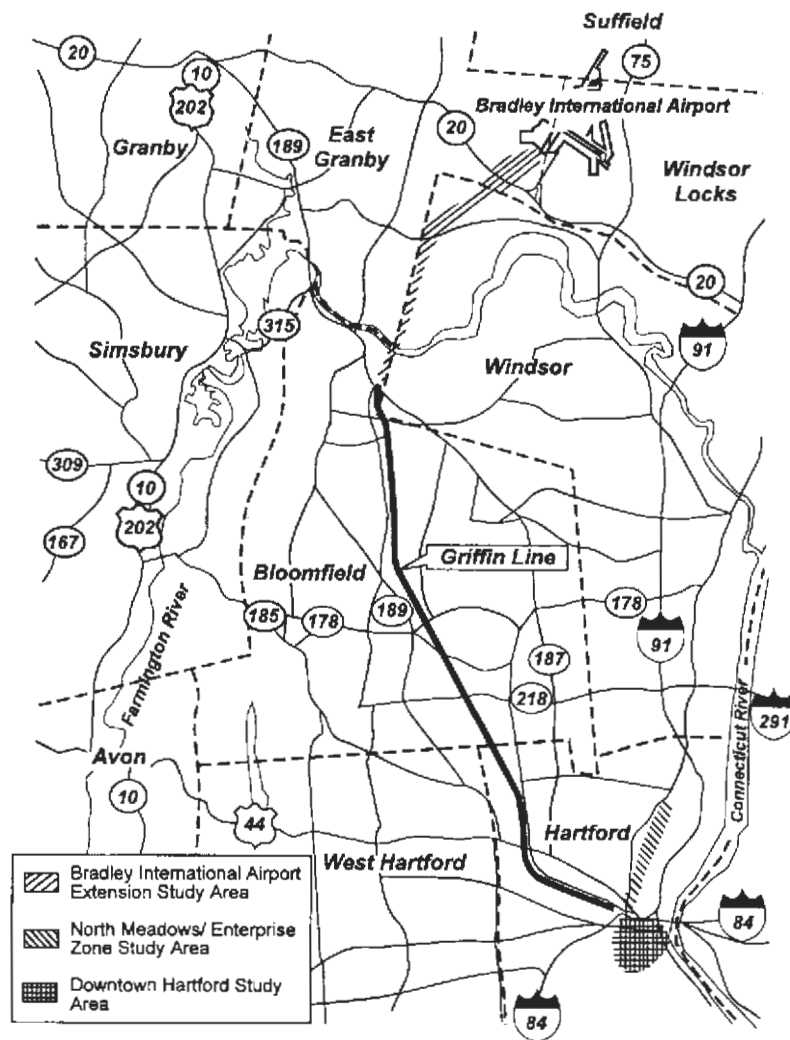 Suffield
20
10
75
202
Bradley International Airport
20
189
East
Granby
Granby
Windsor
Locks
20
315
91
Simsbury
Windsor
309
10
202
167
Griffin Line
Bloomfield
185
178
189
178
91
187
218
Farmington River
291
Connecticut River
Avon
10
44
Hartford
West Hartford
84
84
Bradley International Airport
Extension Study Area
North Meadows/ Enterprise
Zone Study Area
Downtown Hartford Study
Area